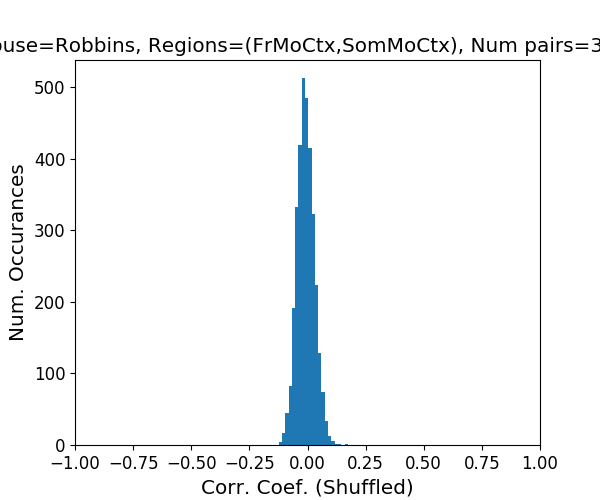 ouse=Robbins, Regions=(FrMoCtx,SomMoCtx), Num pairs=3
500
400
300
200
100
0
Num. Occurances
−1.00 −0.75 −0.50 −0.25 0.00 0.25 0.50 0.75 1.00
Corr. Coef. (Shuffled)